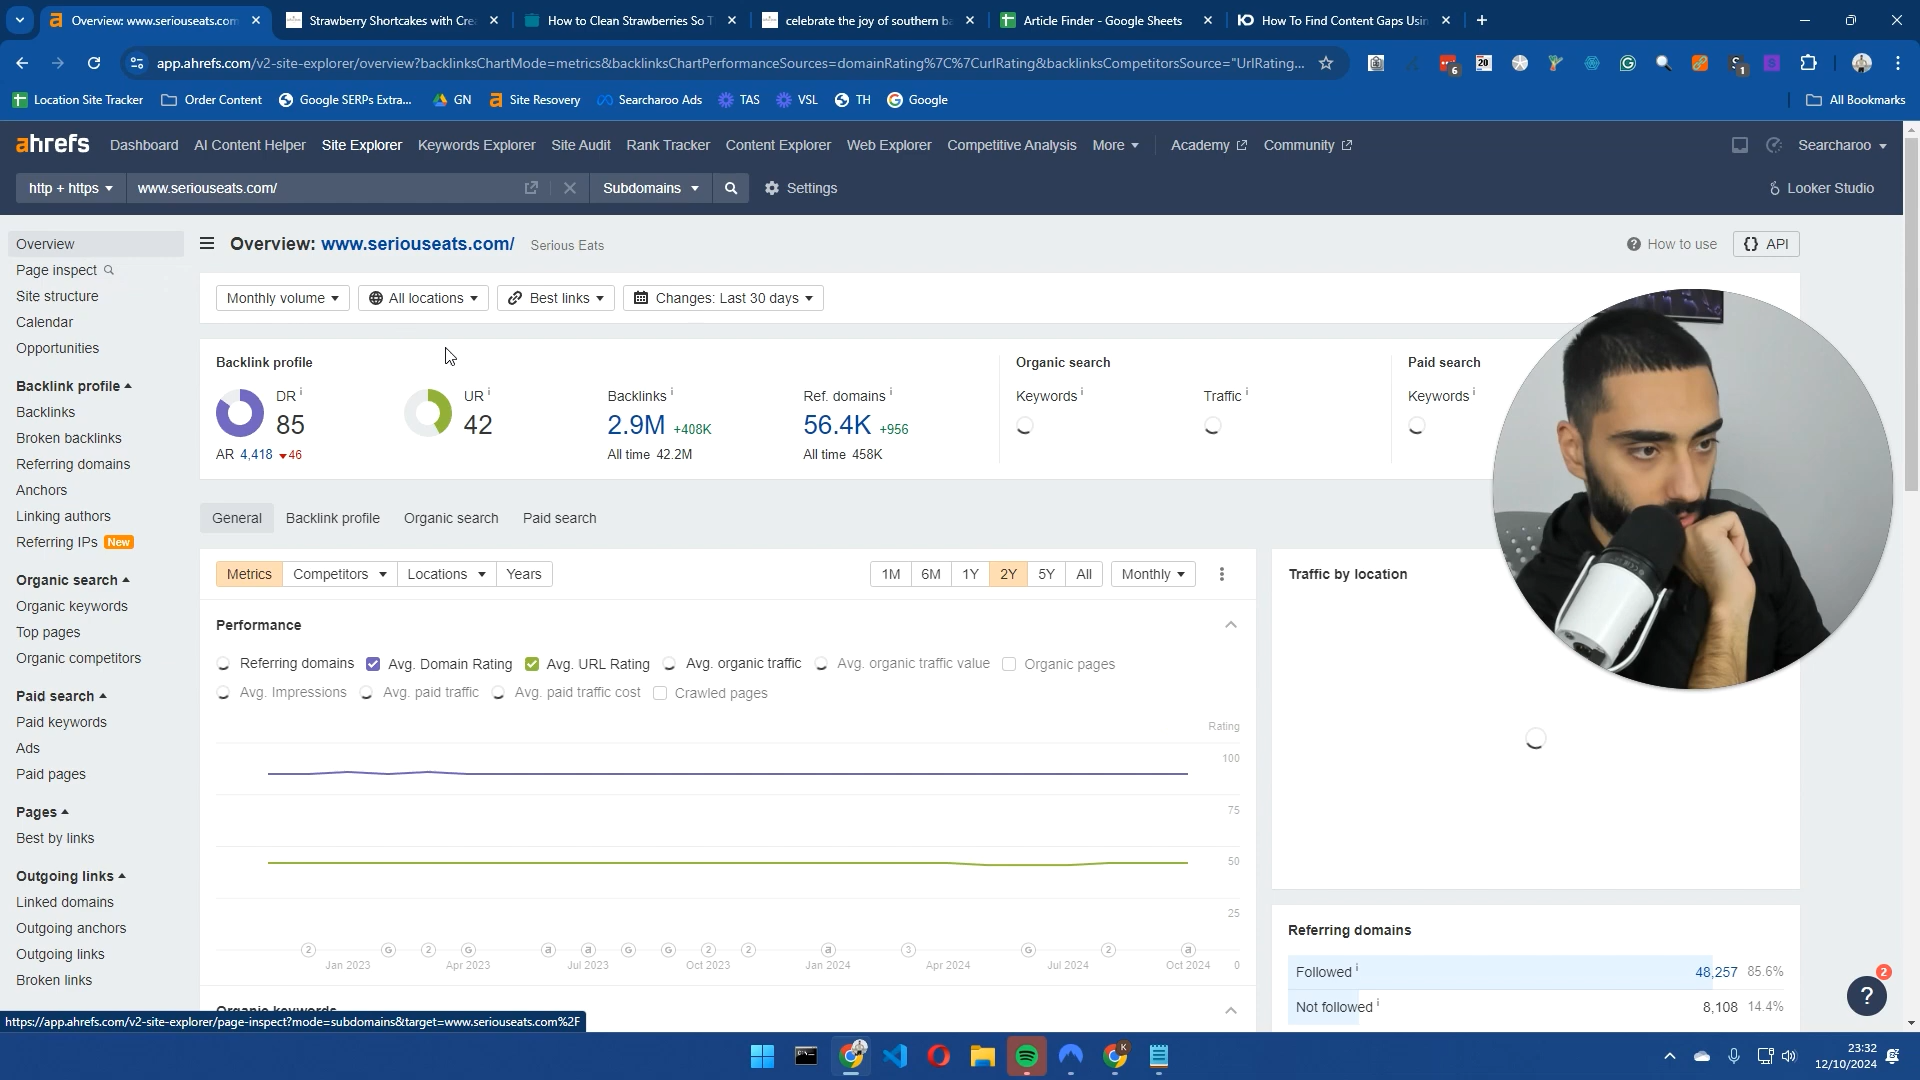 Overview: www.seriouseats.com
Strawberry Shortcakes with Cre
How to Clean Strawberries So T
celebrate the joy of southern b
Article Finder - Google Sheets
How To Find Content Gaps Usin
app.ahrefs.com/v2-site-explorer/overview?backlinksChartMode=metrics&backlinksChartPerformanceSources=domainRating%7C%7CurlRating&backlinksCompetitorsSource="UrlRating...
6
20
1
Location Site Tracker
Order Content
Google SERPs Extra...
GN
Site Recovery
Searcharoo Ads
TAS
VSL
TH
Google
All Bookmarks
ahrefs
Dashboard
AI Content Helper
Site Explorer
Keywords Explorer
Site Audit
Rank Tracker
Content Explorer
Web Explorer
Competitive Analysis
More
Academy
Community
Searcharoo
http + https
www.seriouseats.com/
Subdomains
Settings
Looker Studio
Overview
Page inspect
Site structure
Calendar
Opportunities
Backlink profile
Backlinks
Broken backlinks
Referring domains
Anchors
Linking authors
Referring IPs New
Organic search
Organic keywords
Top pages
Organic competitors
Paid search
Paid keywords
Ads
Paid pages
Pages
Best by links
Outgoing links
Linked domains
Outgoing anchors
Outgoing links
Broken links
Overview: www.seriouseats.com/ Serious Eats
How to use
{} API
Monthly volume
All locations
Best links
Changes: Last 30 days
Backlink profile
DR i
85
AR 4,418 46
UR i
42
Backlinks i
2.9M +408K
All time 42.2M
Ref. domains i
56.4K +956
All time 458K
Organic search
Keywords i
Traffic i
Paid search
Keywords i
General
Backlink profile
Organic search
Paid search
Metrics
Competitors
Locations
Years
1M
6M
1Y
2Y
5Y
All
Monthly
Performance
Referring domains
Avg. Domain Rating
Avg. URL Rating
Avg. organic traffic
Avg. organic traffic value
Organic pages
Avg. Impressions
Avg. paid traffic
Avg. paid traffic cost
Crawled pages
Rating
100
75
50
25
0
2 G 2 G a a G G 2 2 a 3 G 2 a
Jan 2023
Apr 2023
Jul 2023
Oct 2023
Jan 2024
Apr 2024
Jul 2024
Oct 2024
Organic keywords
Traffic by location
Referring domains
Followed i 48,257 85.6%
Not followed i 8,108 14.4%
? 2
https://app.ahrefs.com/v2-site-explorer/page-inspect?mode=subdomains&target=www.seriouseats.com%2F
K
23:32
12/10/2024